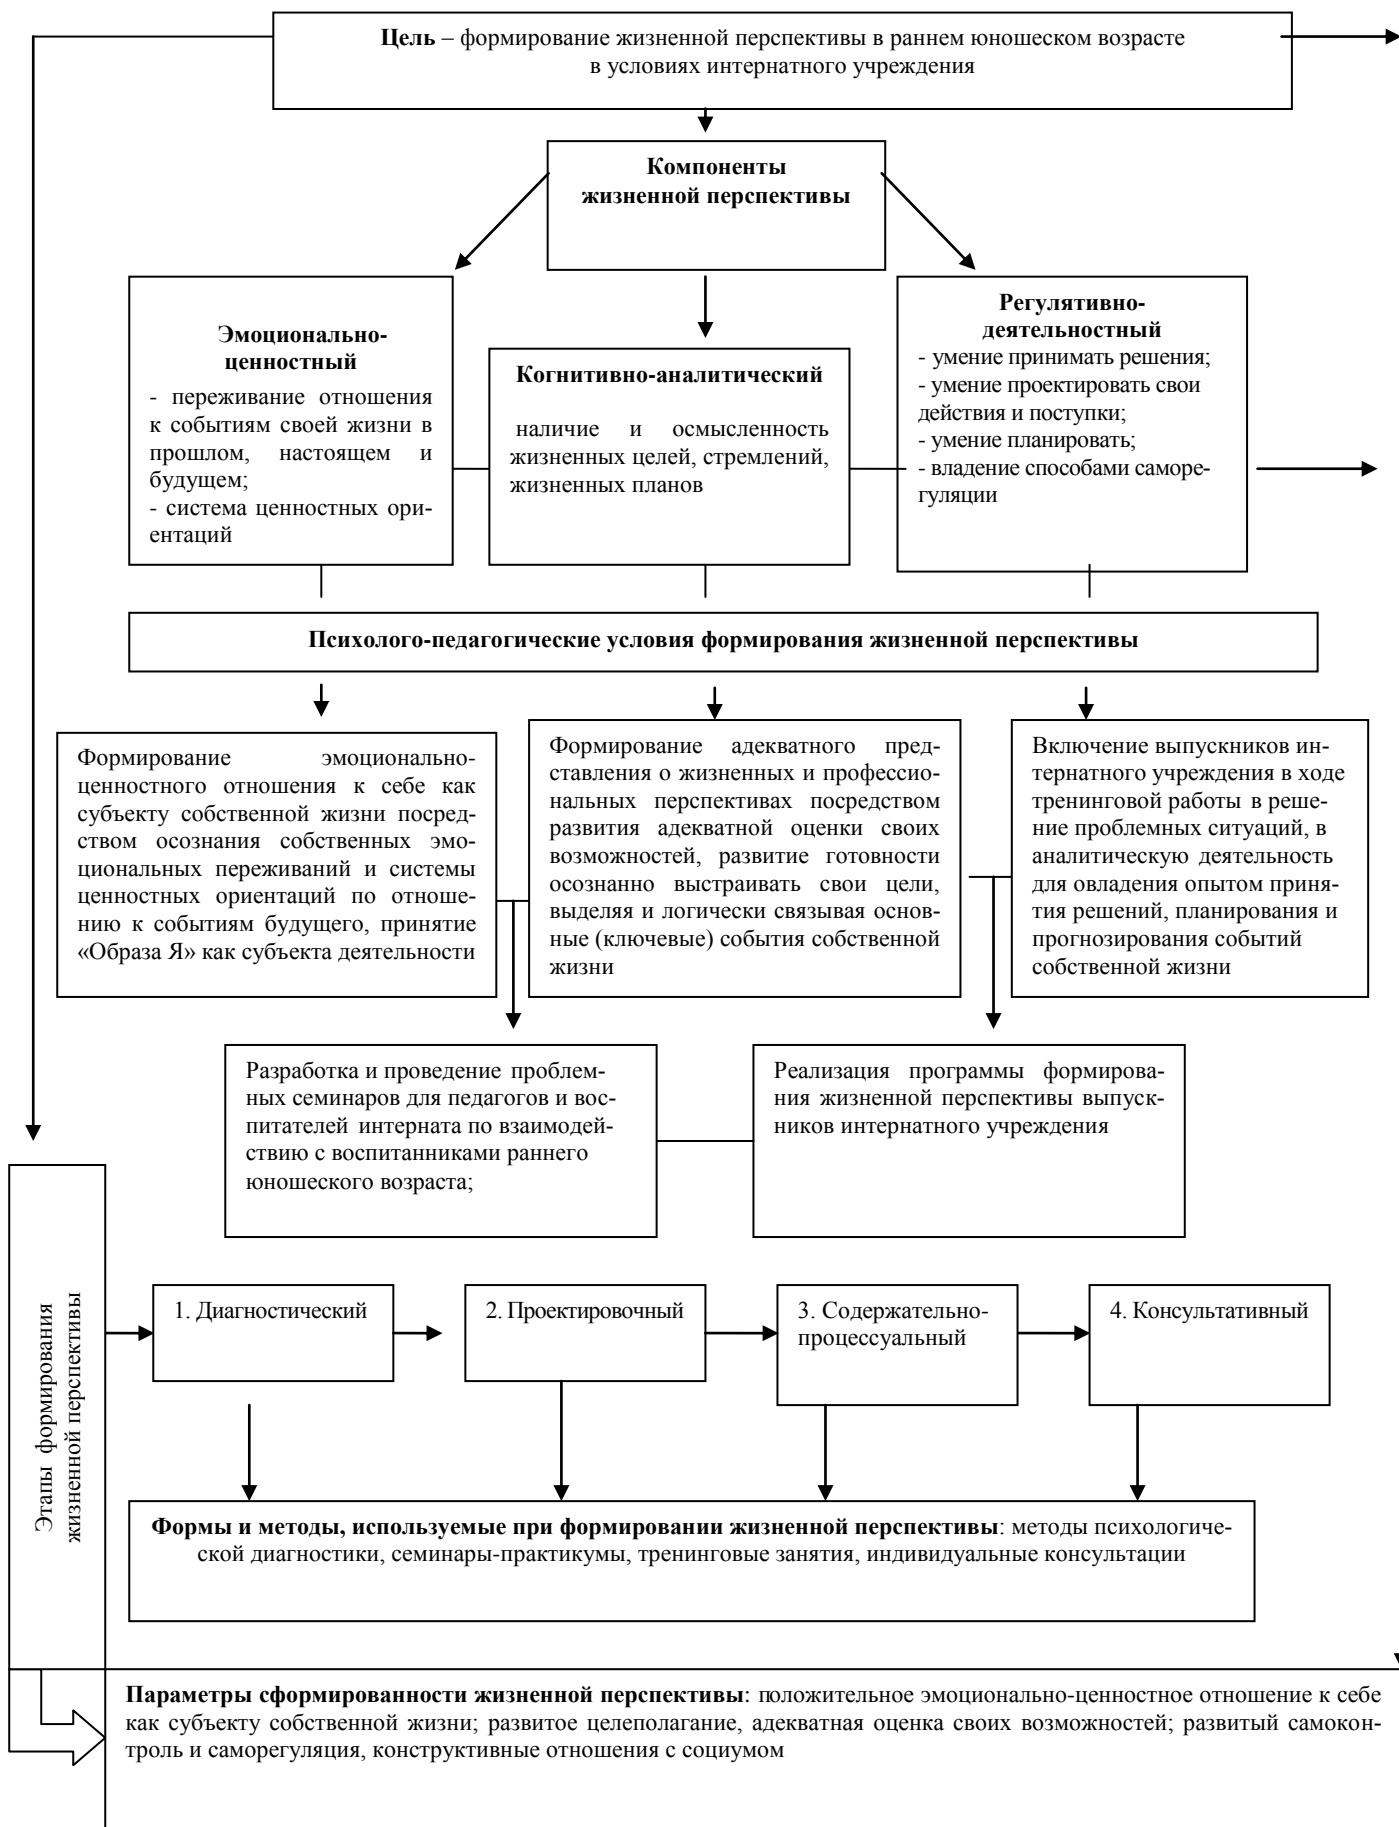 Цель – формирование жизненной перспективы в раннем юношеском возрасте
в условиях интернатного учреждения
Компоненты
жизненной перспективы
Эмоционально-
ценностный
- переживание отношения
к событиям своей жизни в
прошлом, настоящем и
будущем;
- система ценностных ори-
ентаций
Когнитивно-аналитический
наличие и осмысленность
жизненных целей, стремлений,
жизненных планов
Регулятивно-
деятельностный
- умение принимать решения;
- умение проектировать свои
действия и поступки;
- умение планировать;
- владение способами саморе-
гуляции
Психолого-педагогические условия формирования жизненной перспективы
Формирование эмоционально-
ценностного отношения к себе как
субъекту собственной жизни посред-
ством осознания собственных эмо-
циональных переживаний и системы
ценностных ориентаций по отноше-
нию к событиям будущего, принятие
«Образа Я» как субъекта деятельности
Формирование адекватного пред-
ставления о жизненных и профессио-
нальных перспективах посредством
развития адекватной оценки своих
возможностей, развитие готовности
осознанно выстраивать свои цели,
выделяя и логически связывая основ-
ные (ключевые) события собственной
жизни
Включение выпускников ин-
тернатного учреждения в ходе
тренинговой работы в реше-
ние проблемных ситуаций, в
аналитическую деятельность
для овладения опытом приня-
тия решений, планирования и
прогнозирования событий
собственной жизни
Разработка и проведение проблем-
ных семинаров для педагогов и вос-
питателей интерната по взаимодей-
ствию с воспитанниками раннего
юношеского возраста;
Реализация программы формирова-
ния жизненной перспективы выпуск-
ников интернатного учреждения
Этапы формирования
жизненной перспективы
1. Диагностический
2. Проектировочный
3. Содержательно-
процессуальный
4. Консультативный
Формы и методы, используемые при формировании жизненной перспективы: методы психологиче-
ской диагностики, семинары-практикумы, тренинговые занятия, индивидуальные консультации
Параметры сформированности жизненной перспективы: положительное эмоционально-ценностное отношение к себе
как субъекту собственной жизни; развитое целеполагание, адекватная оценка своих возможностей; развитый самокон-
троль и саморегуляция, конструктивные отношения с социумом